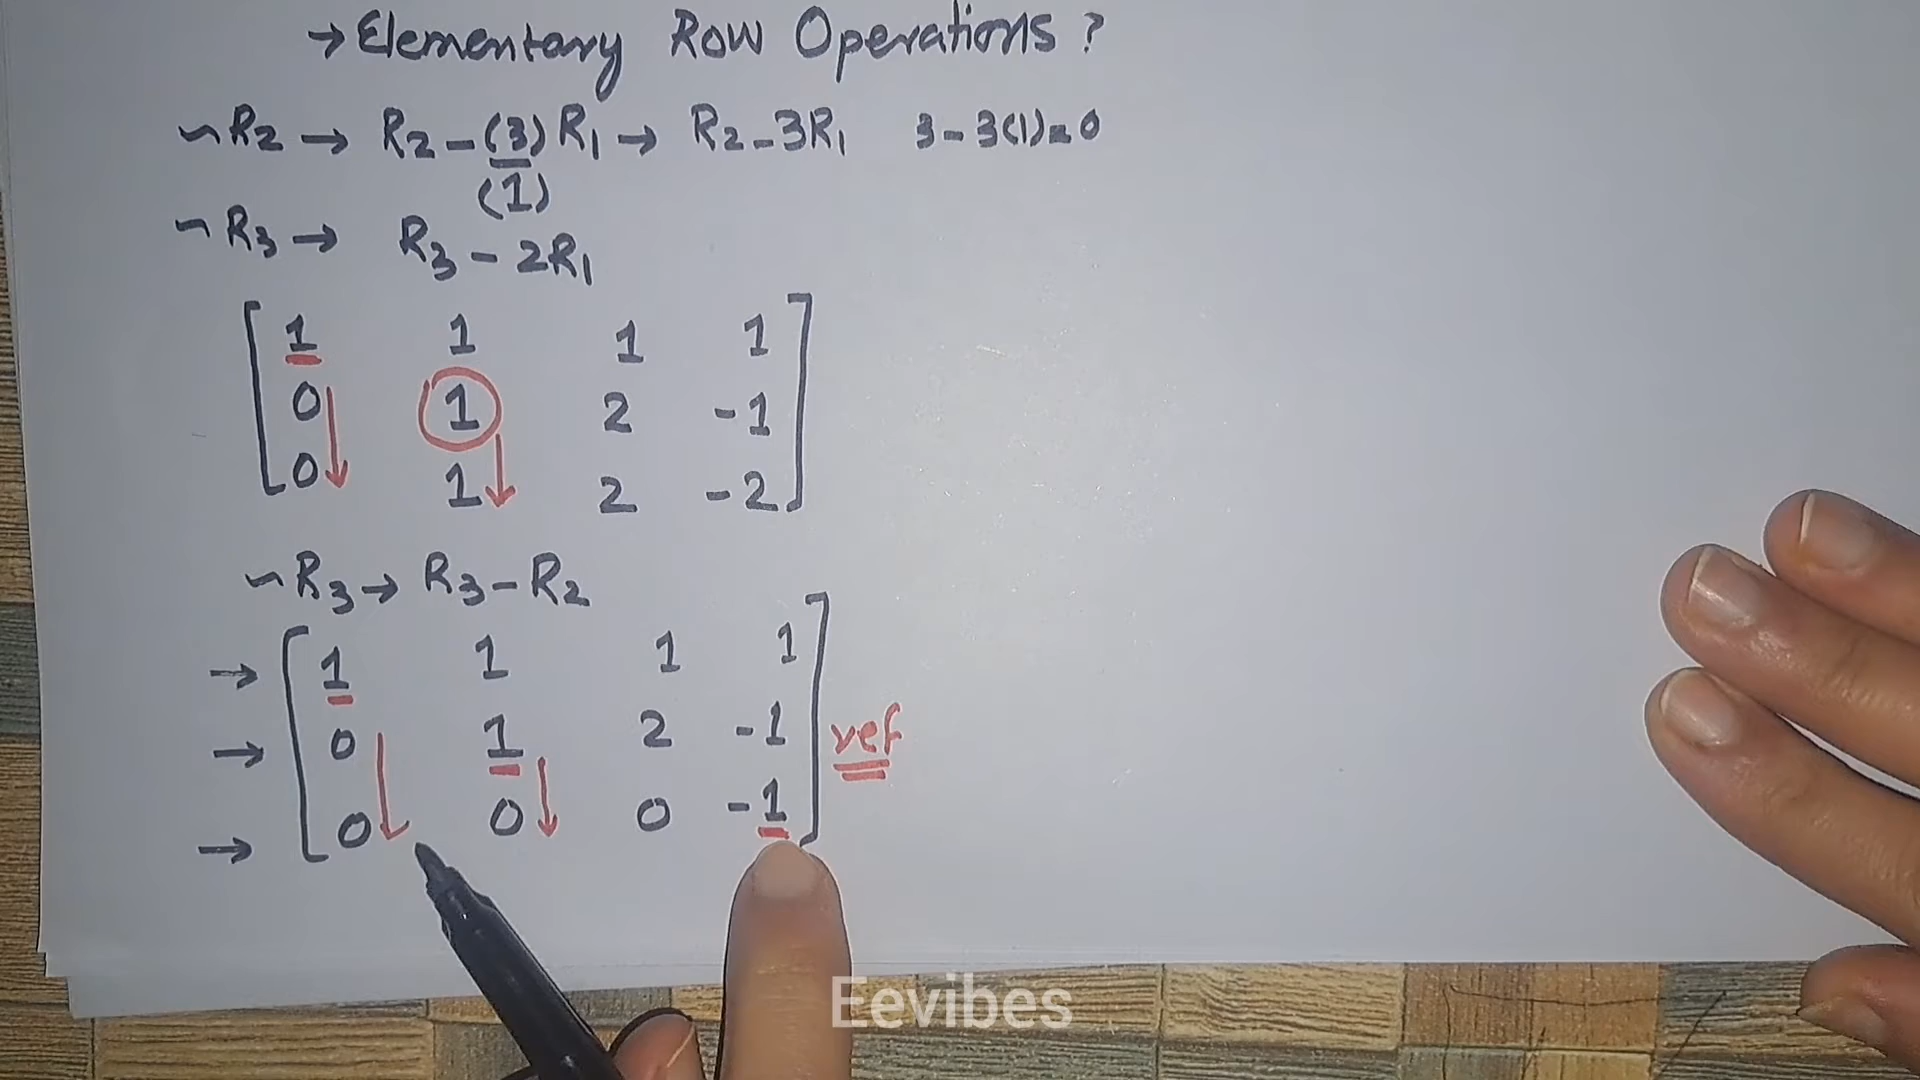 → Elementary Row Operations?
~R2 → R2 - (3)/(1) R1 → R2 - 3R1 3 - 3(1) = 0
~R3 → R3 - 2R1
1 1 1 1
0 1 2 -1
0 1 2 -2
~R3 → R3 - R2
→ 1 1 1 1
→ 0 1 2 -1 ref
→ 0 0 0 -1
Eevibes